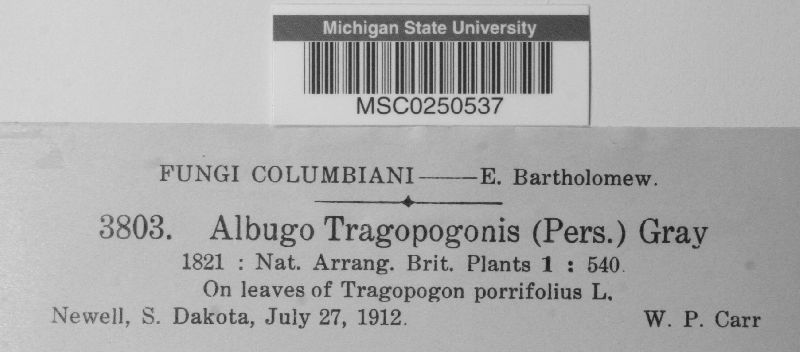 Michigan State University
MSC0250537
FUNGI COLUMBIANI——E. Bartholomew.
3803. Albugo Tragopogonis (Pers.) Gray
1821 : Nat. Arrang. Brit. Plants 1 : 540.
On leaves of Tragopogon porrifolius L.
Newell, S. Dakota, July 27, 1912. W. P. Carr